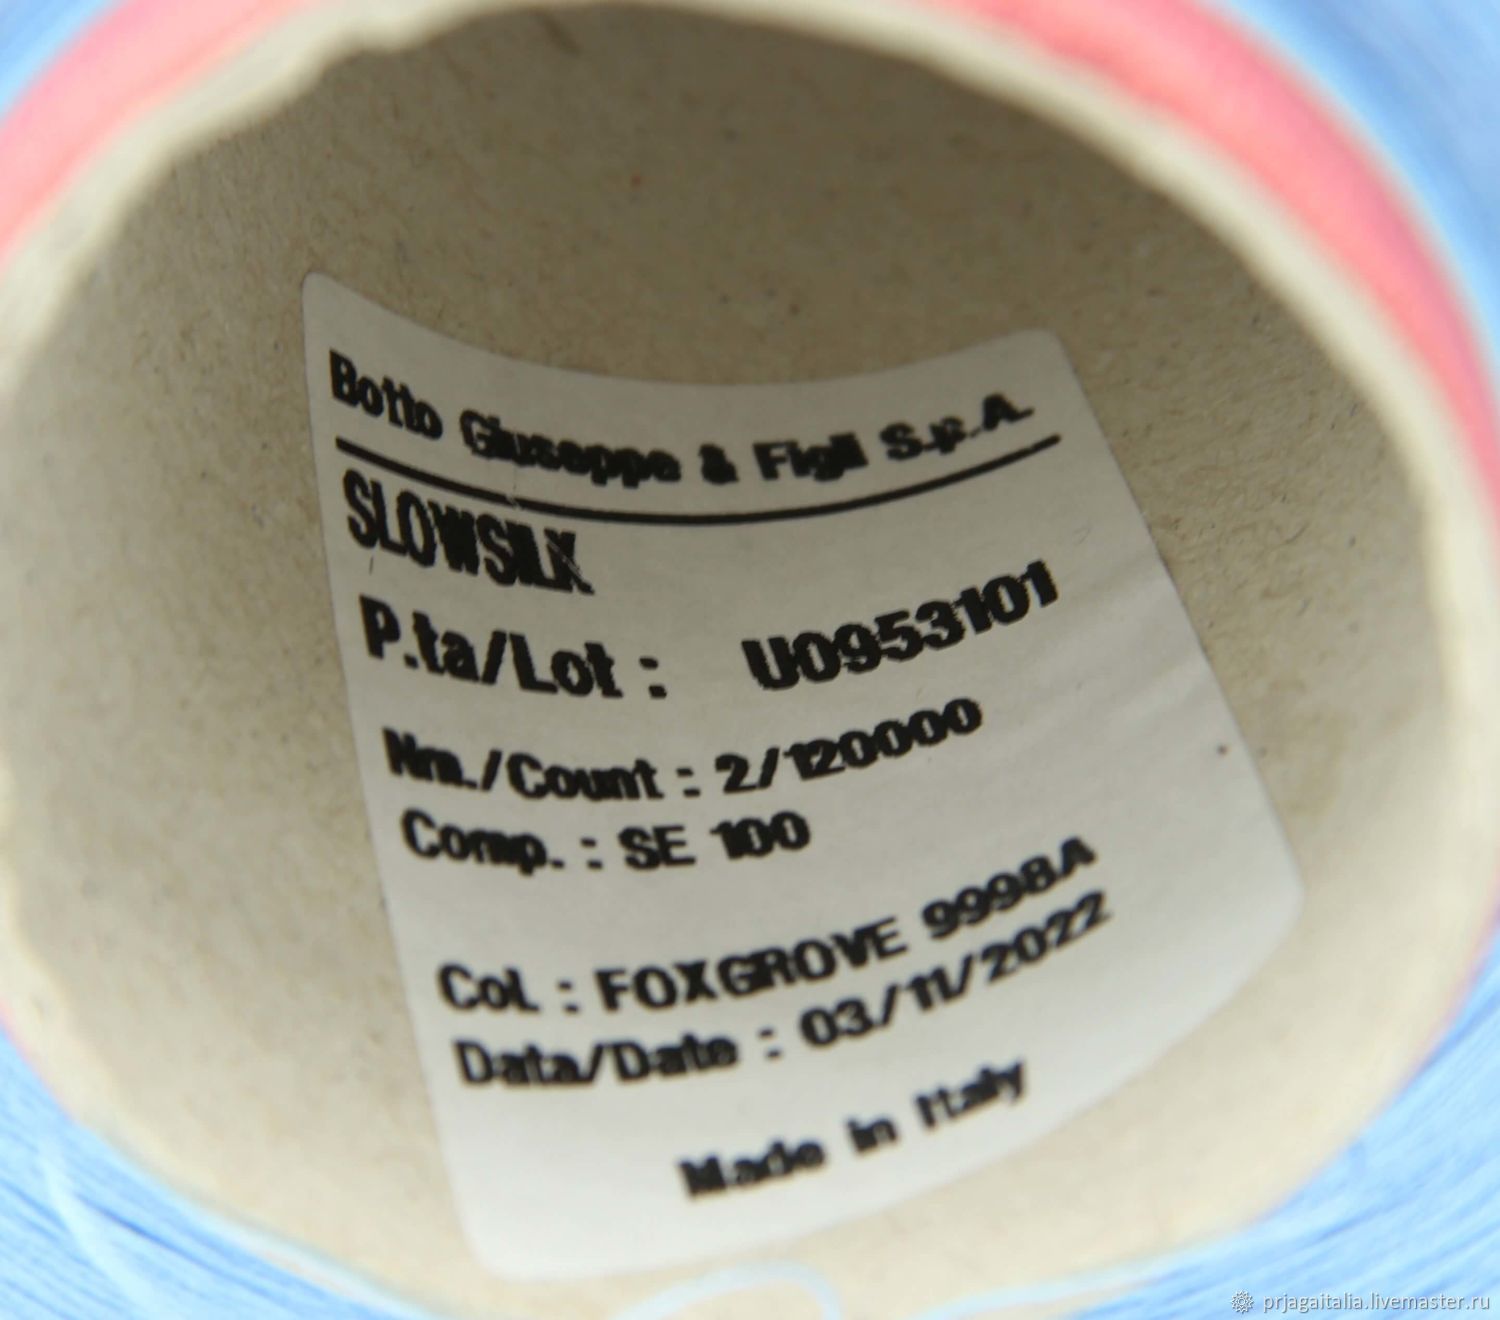 Botto Giuseppe & Figli S.p.A.
SLOWSILK
P.ta/Lot : U0953101
Nm./Count : 2/120000
Comp. : SE 100
Col. : FOXGROVE 9998A
Data/Date : 03/11/2022
Made in Italy
prjagaitalia.livemaster.ru